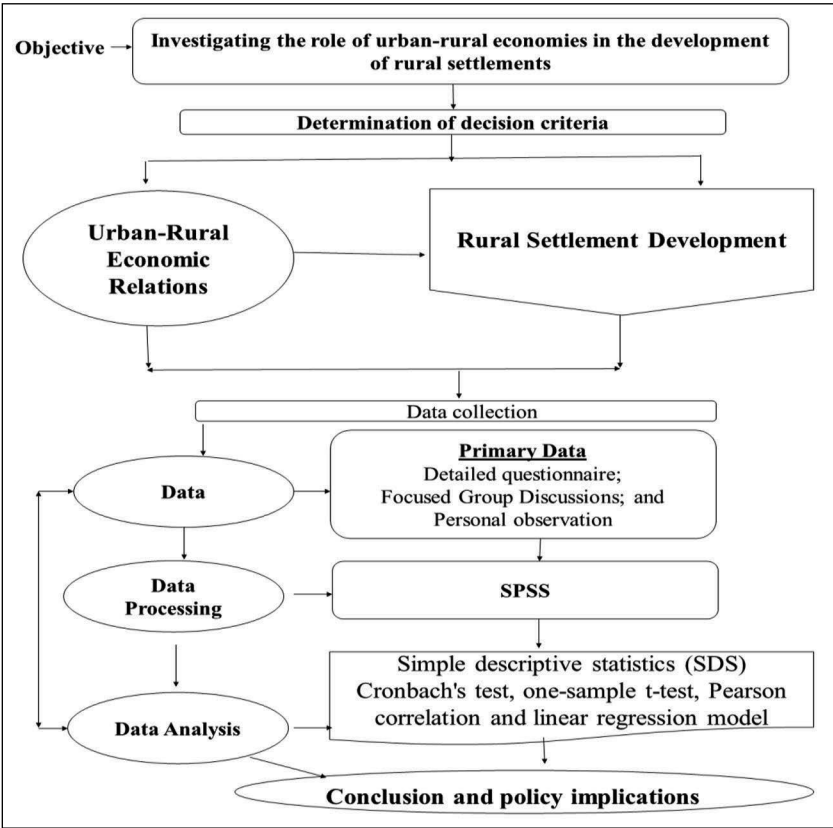 Objective
Investigating the role of urban-rural economies in the development
of rural settlements
Determination of decision criteria
Urban-Rural
Economic
Relations
Rural Settlement Development
Data collection
Data
Primary Data
Detailed questionnaire;
Focused Group Discussions; and
Personal observation
Data
Processing
SPSS
Data Analysis
Simple descriptive statistics (SDS)
Cronbach's test, one-sample t-test, Pearson
correlation and linear regression model
Conclusion and policy implications